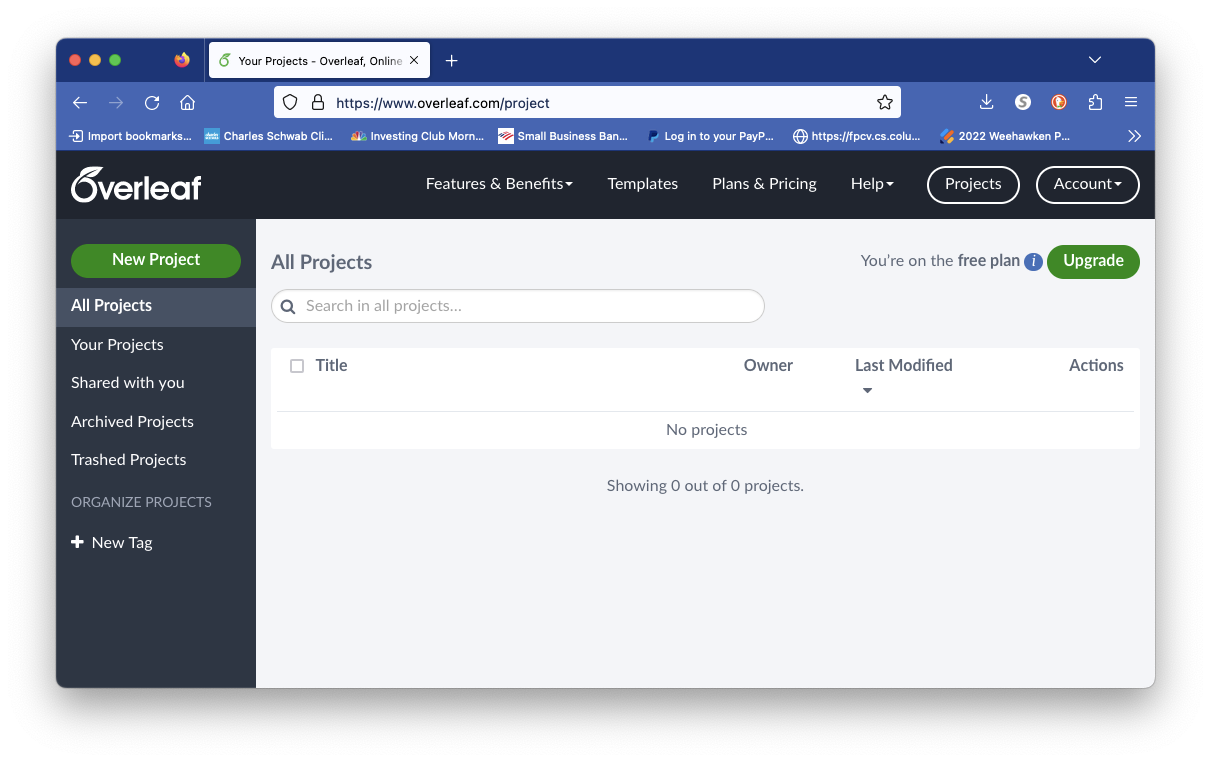 Your Projects - Overleaf, Online
https://www.overleaf.com/project
Import bookmarks... Charles Schwab Cli... Investing Club Morn... Small Business Ban... Log in to your PayP... https://fpcv.cs.colu... 2022 Weehawken P...
Overleaf Features & Benefits Templates Plans & Pricing Help Projects Account
New Project
All Projects
Your Projects
Shared with you
Archived Projects
Trashed Projects
ORGANIZE PROJECTS
New Tag
All Projects You're on the free plan i Upgrade
Search in all projects...
Title Owner Last Modified Actions
No projects
Showing 0 out of 0 projects.